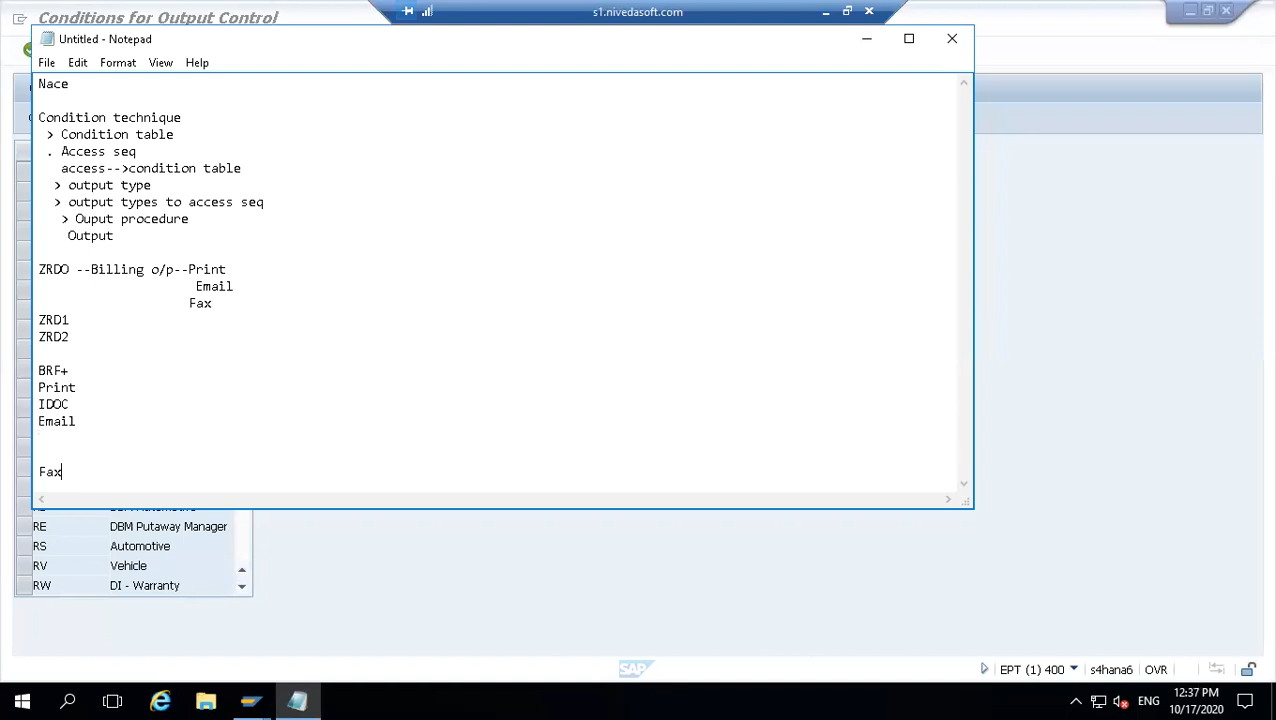 Conditions for Output Control
s1.nivedasoft.com
Untitled - Notepad
File Edit Format View Help
Nace
Condition technique
> Condition table
. Access seq
access-->condition table
> output type
> output types to access seq
> Ouput procedure
Output
ZRDO --Billing o/p--Print
Email
Fax
ZRD1
ZRD2
BRF+
Print
IDOC
Email
Fax
RE DBM Putaway Manager
RS Automotive
RV Vehicle
RW DI - Warranty
SAP
EPT (1) 400 s4hana6 OVR
ENG
12:37 PM
10/17/2020